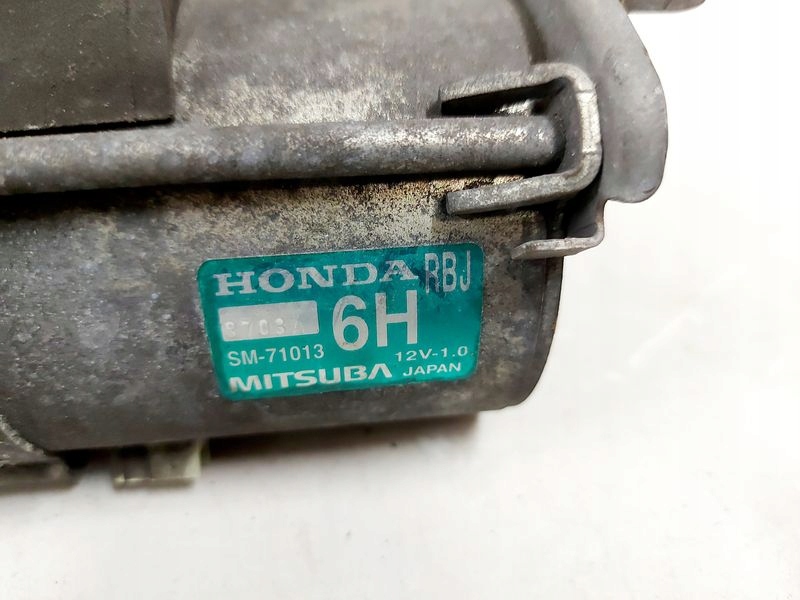 HONDA RBJ
6H
SM-71013 12V-1.0
MITSUBA JAPAN